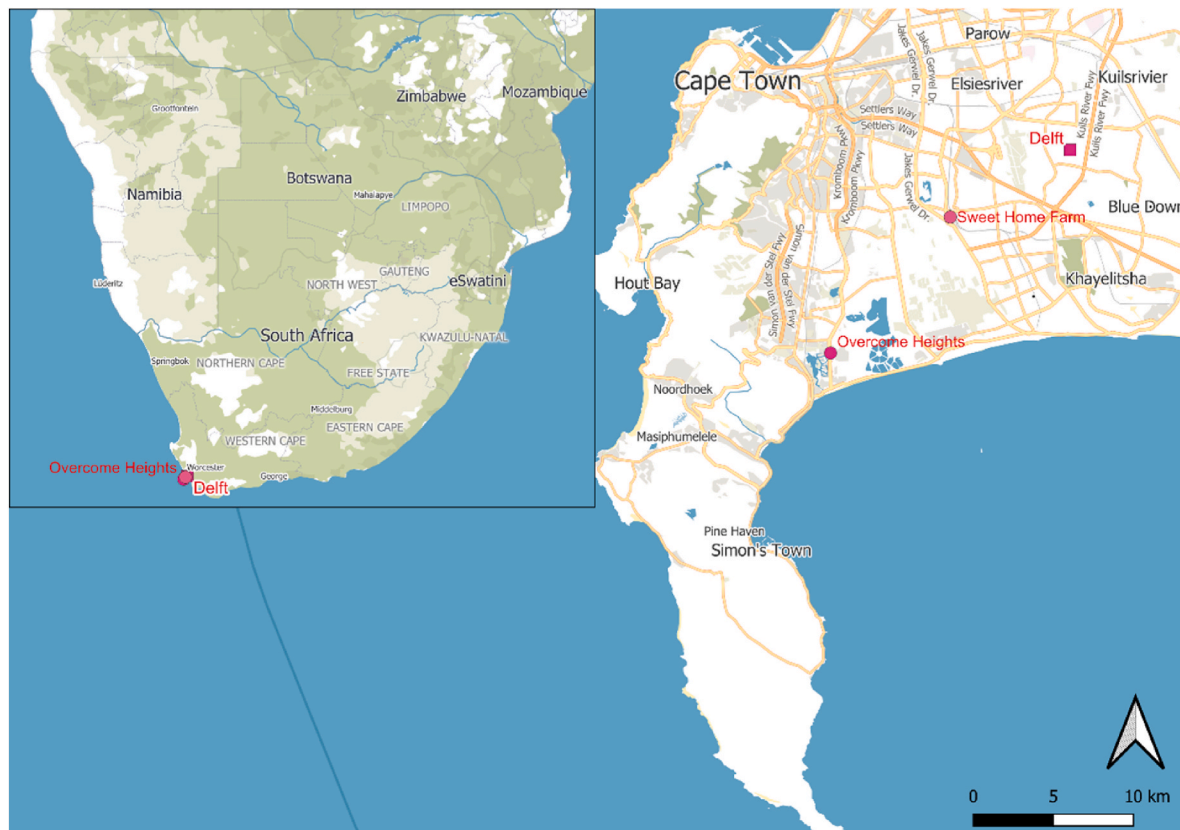 Zimbabwe
Mozambique
Grootfontein
Namibia
Botswana
Mahalapye
LIMPOPO
Lüderitz
NORTH WEST
GAUTENG
eSwatini
South Africa
KWAZULU-NATAL
Springbok
NORTHERN CAPE
FREE STATE
Middelburg
EASTERN CAPE
WESTERN CAPE
Overcome Heights
Worcester
George
Delft
Parow
Cape Town
Elsiesriver
Kuilsrivier
Jakes Gerwel Dr.
Jakes Gerwel Dr.
Settlers Way
Settlers Way
Kuils River Fwy
Kuils River Fwy
Delft
Kromboom Pkwy
Kromboom Pkwy
Jakes Gerwel Dr.
Sweet Home Farm
Blue Down
Simon van der Stel Fwy
Simon van der Stel Fwy
Hout Bay
Khayelitsha
Overcome Heights
Noordhoek
Masiphumelele
Pine Haven
Simon's Town
0 5 10 km